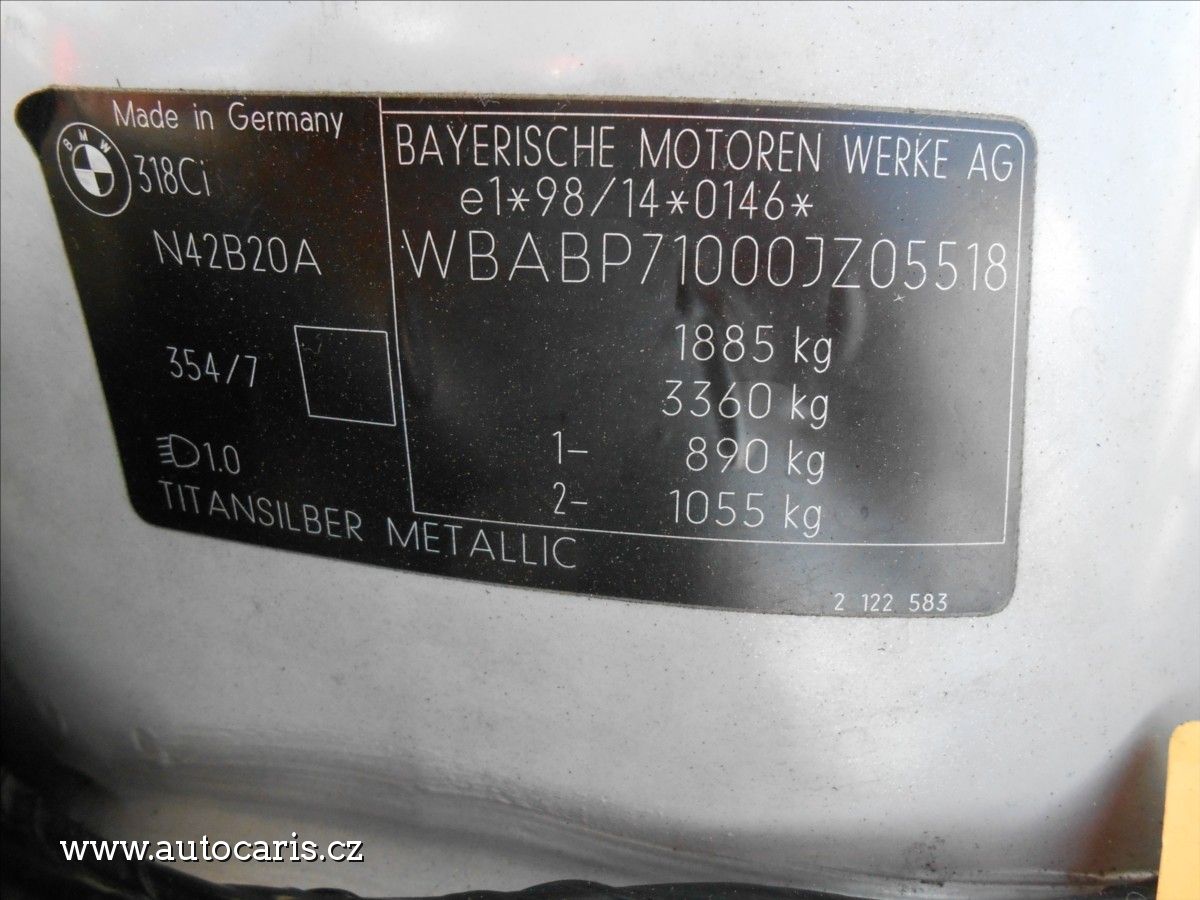 Made in Germany
BMW
318Ci
N42B20A
354/7
1.0
TITANSILBER METALLIC
BAYERISCHE MOTOREN WERKE AG
e1*98/14*0146*
WBABP71000JZ05518
1885 kg
3360 kg
1- 890 kg
2- 1055 kg
2 122 583
www.autocaris.cz